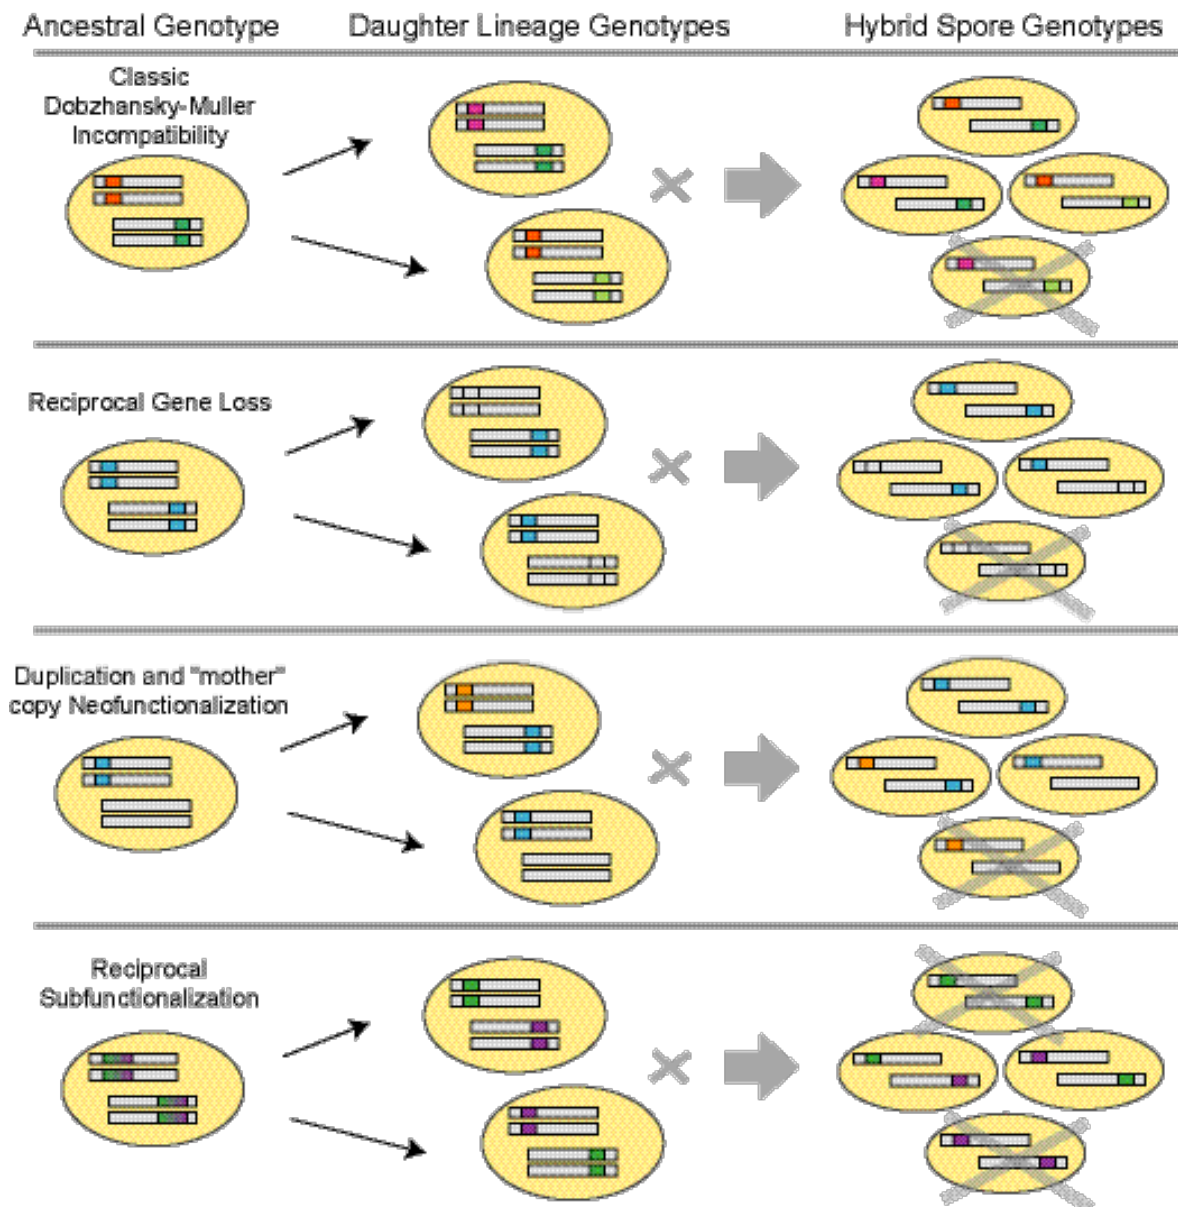 Ancestral Genotype
Daughter Lineage Genotypes
Hybrid Spore Genotypes
Classic
Dobzhansky-Muller
Incompatibility
Reciprocal Gene Loss
Duplication and "mother"
copy Neofunctionalization
Reciprocal
Subfunctionalization